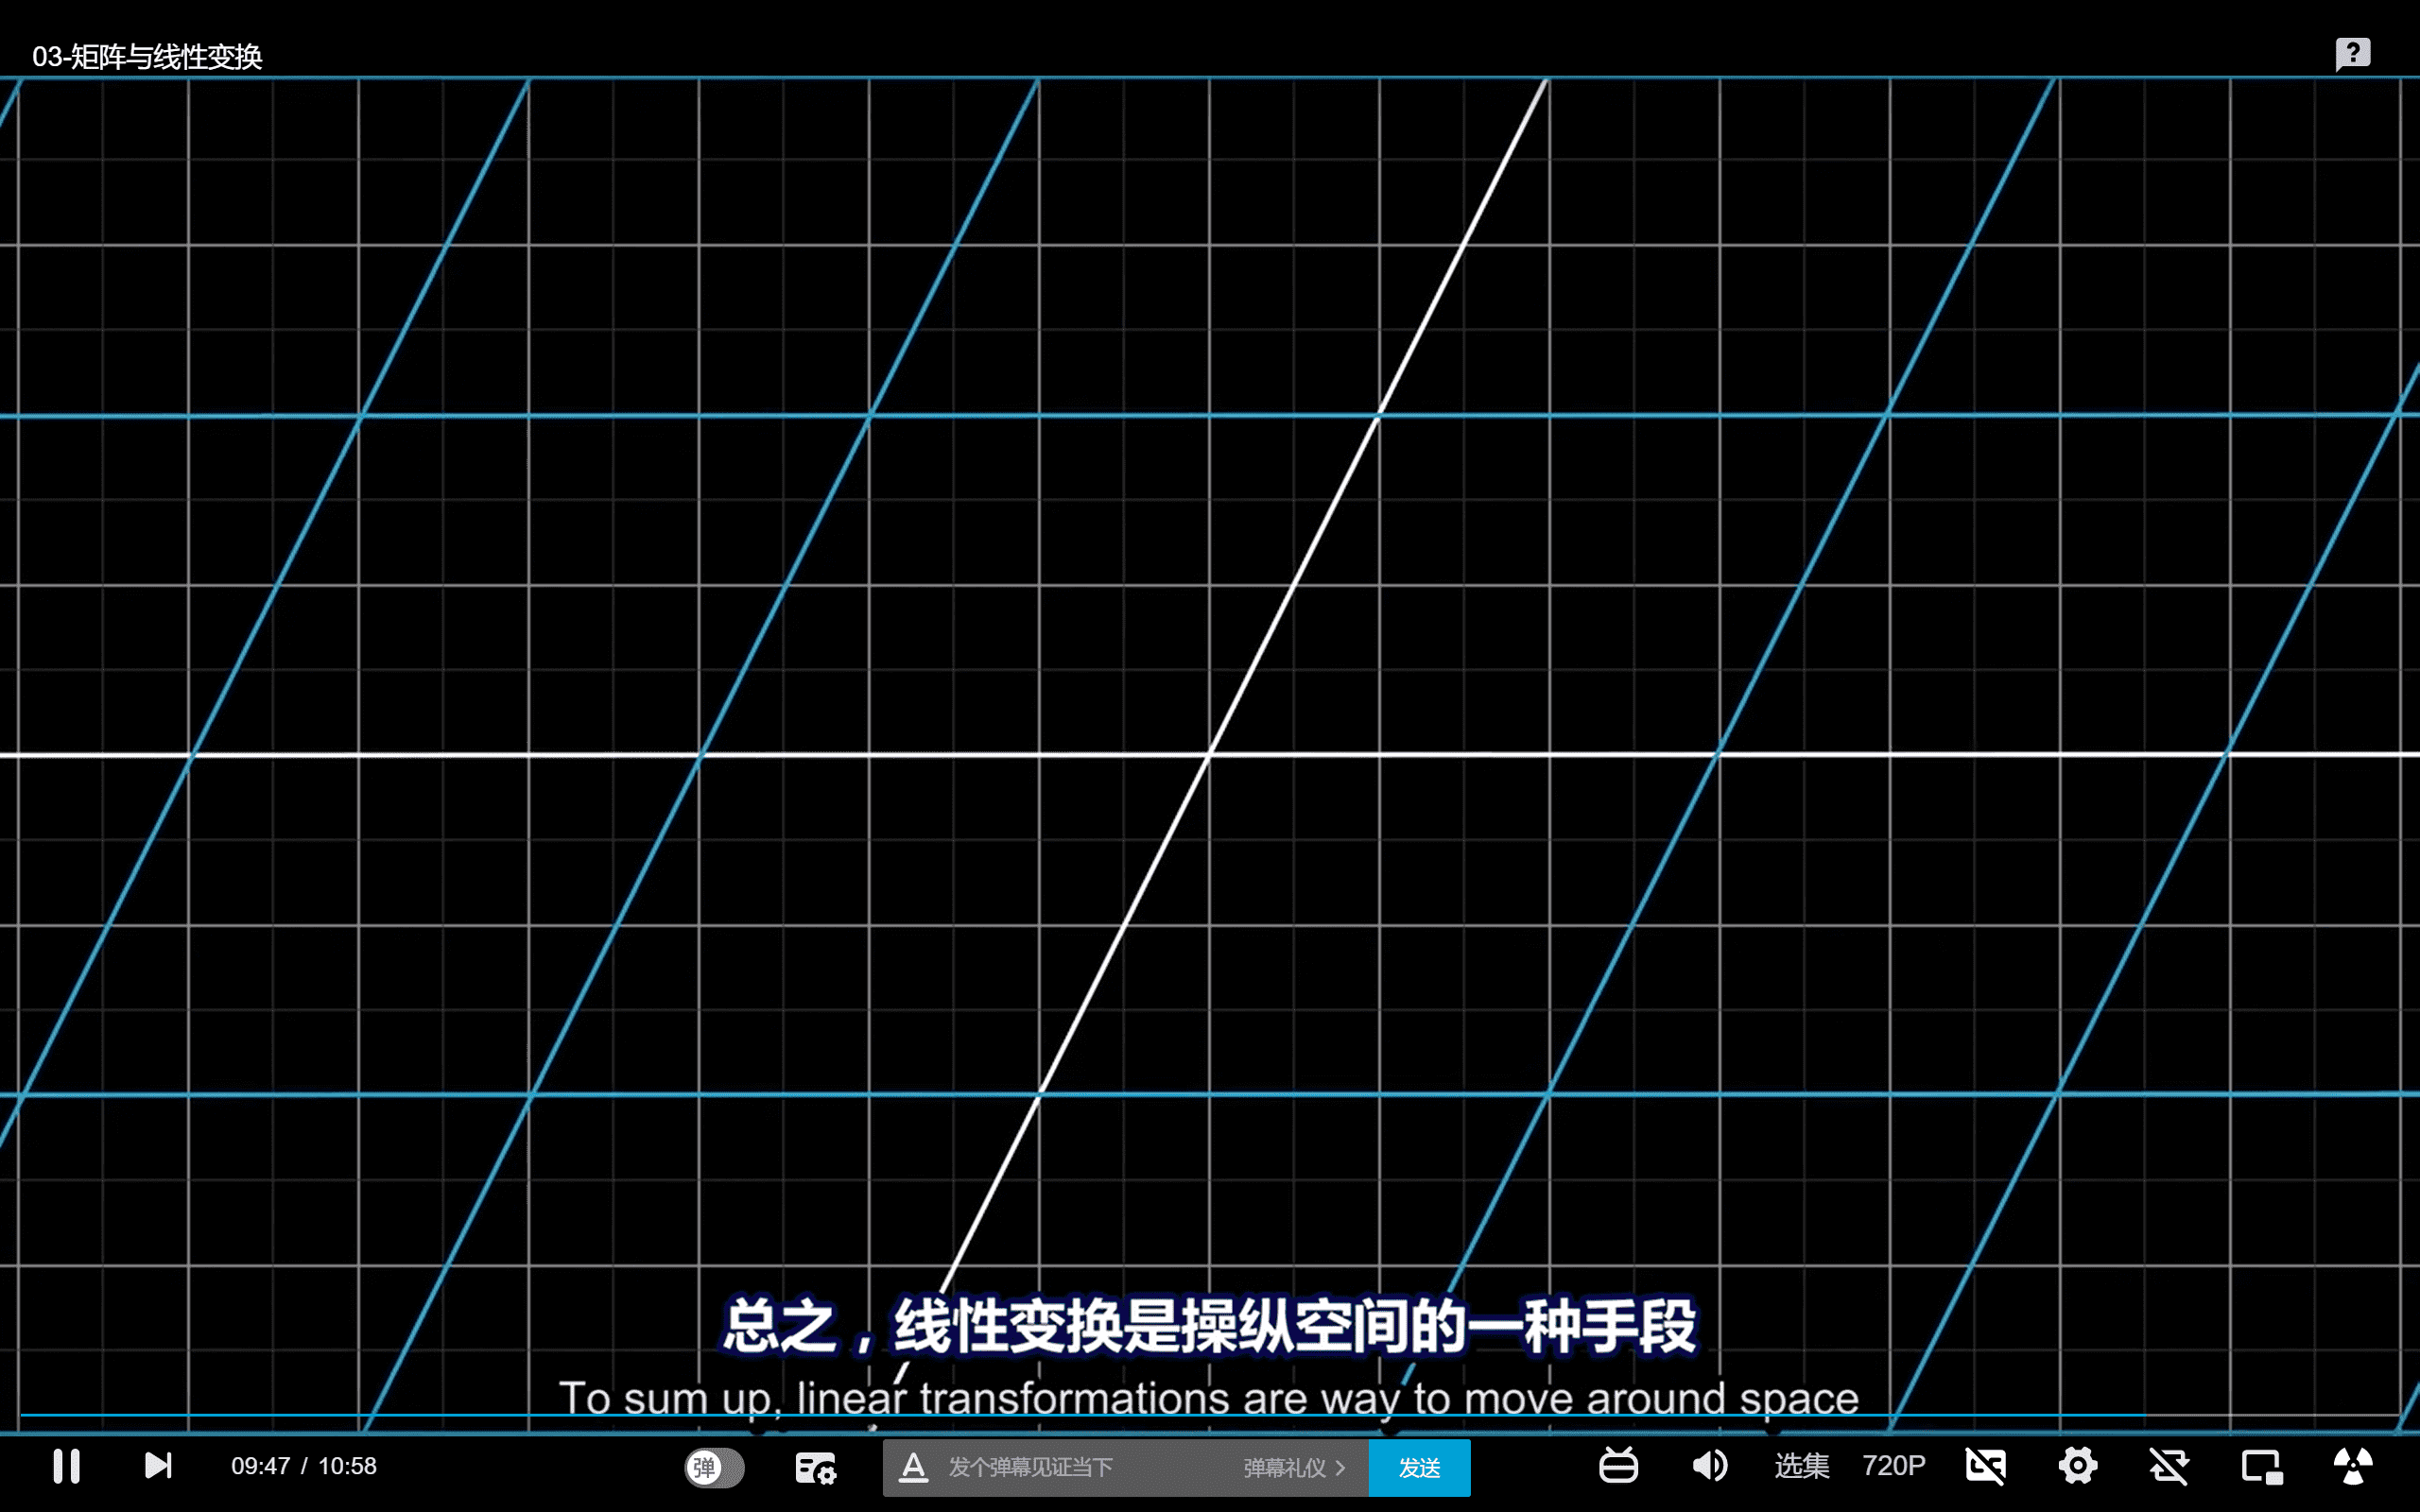 03-矩阵与线性变换
总之，线性变换是操纵空间的一种手段
To sum up, linear transformations are way to move around space
09:47 / 10:58
弹
发个弹幕见证当下
弹幕礼仪 >
发送
选集
720P